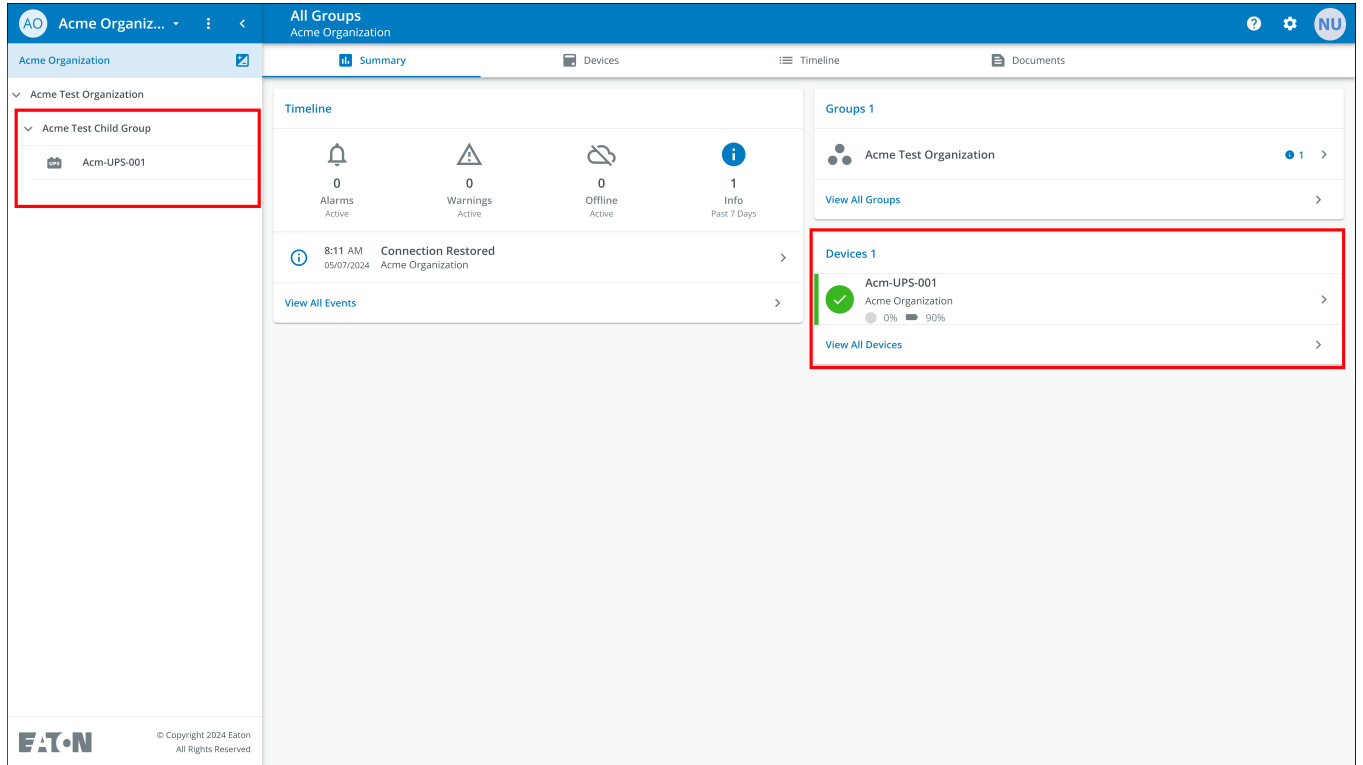 AO Acme Organiz...
All Groups
Acme Organization
NU
Acme Organization
Summary
Devices
Timeline
Documents
Acme Test Organization
Acme Test Child Group
UPS Acm-UPS-001
Timeline
0
Alarms
Active
0
Warnings
Active
0
Offline
Active
1
Info
Past 7 Days
8:11 AM Connection Restored
05/07/2024 Acme Organization
View All Events
Groups 1
Acme Test Organization 1
View All Groups
Devices 1
Acm-UPS-001
Acme Organization
0% 90%
View All Devices
EATON
© Copyright 2024 Eaton
All Rights Reserved